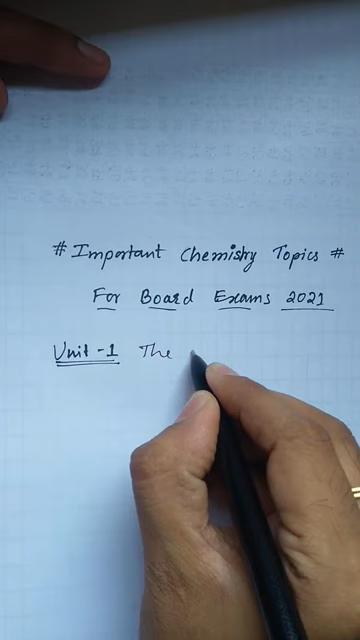 # Important Chemistry Topics #
For Board Exams 2021
Unit-1 The